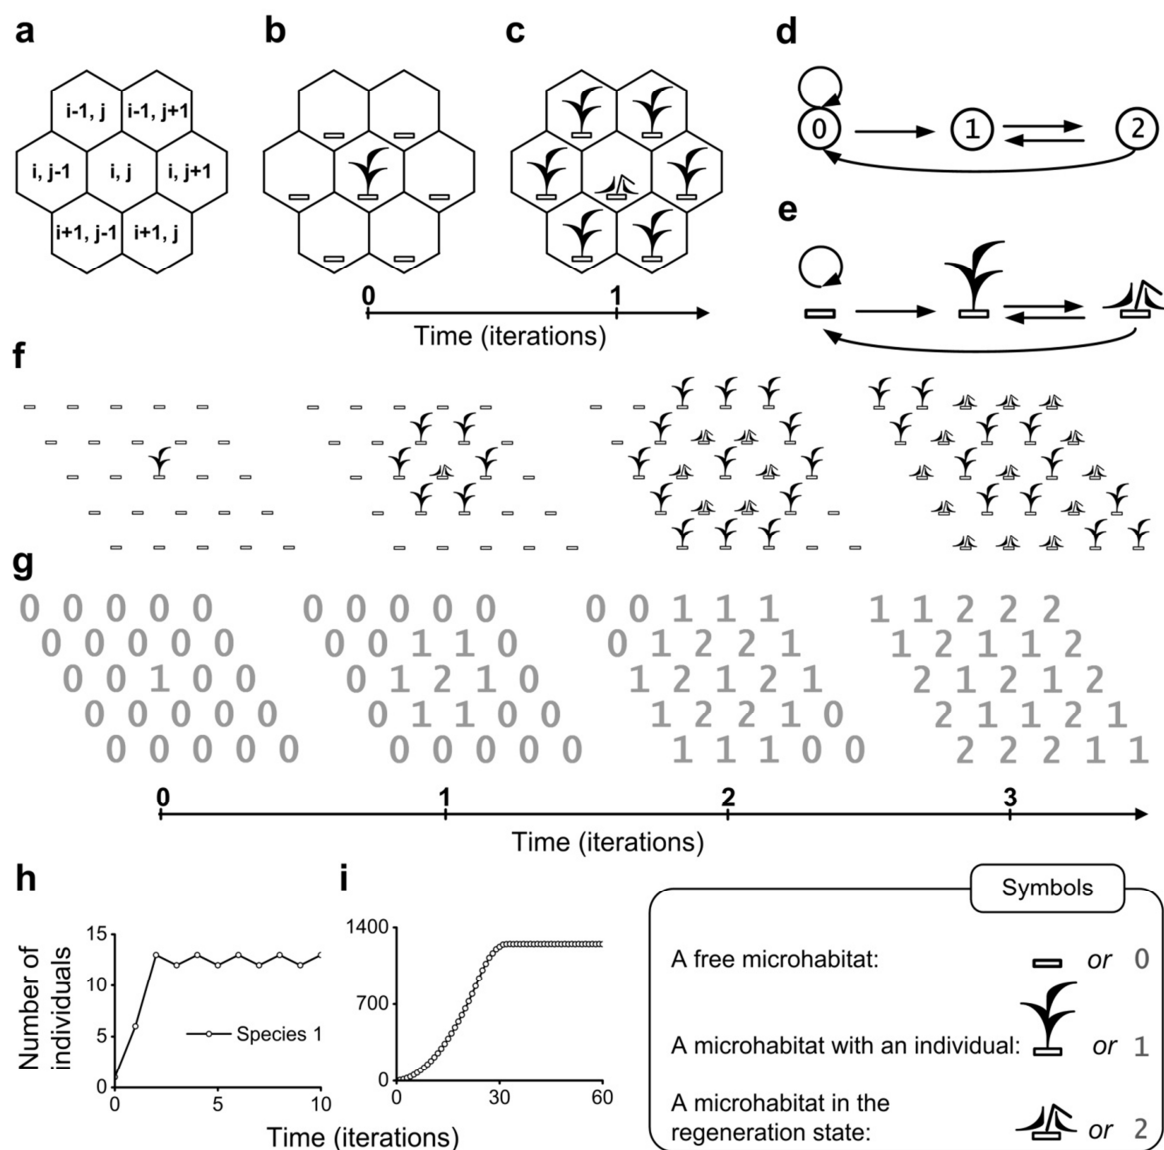 a
b
c
d
i-1, j i-1, j+1
i, j-1 i, j i, j+1
i+1, j-1 i+1, j
0 1
Time (iterations)
0 1 2
e
f
g
0 0 0 0 0 0 0 0 0 0 0 0 1 1 1 1 1 2 2 2
0 0 0 0 0 0 0 1 1 0 0 1 2 2 1 1 2 1 1 2
0 0 1 0 0 0 1 2 1 0 1 2 1 2 1 2 1 2 1 2
0 0 0 0 0 0 1 1 0 0 1 2 2 1 0 2 1 1 2 1
0 0 0 0 0 0 0 0 0 0 1 1 1 0 0 2 2 2 1 1
0 1 2 3
Time (iterations)
h
i
Number of
individuals
15
10
5
0
0 5 10
Species 1
1400
700
0
0 30 60
Time (iterations)
Symbols
A free microhabitat: or 0
A microhabitat with an individual: or 1
A microhabitat in the
regeneration state: or 2